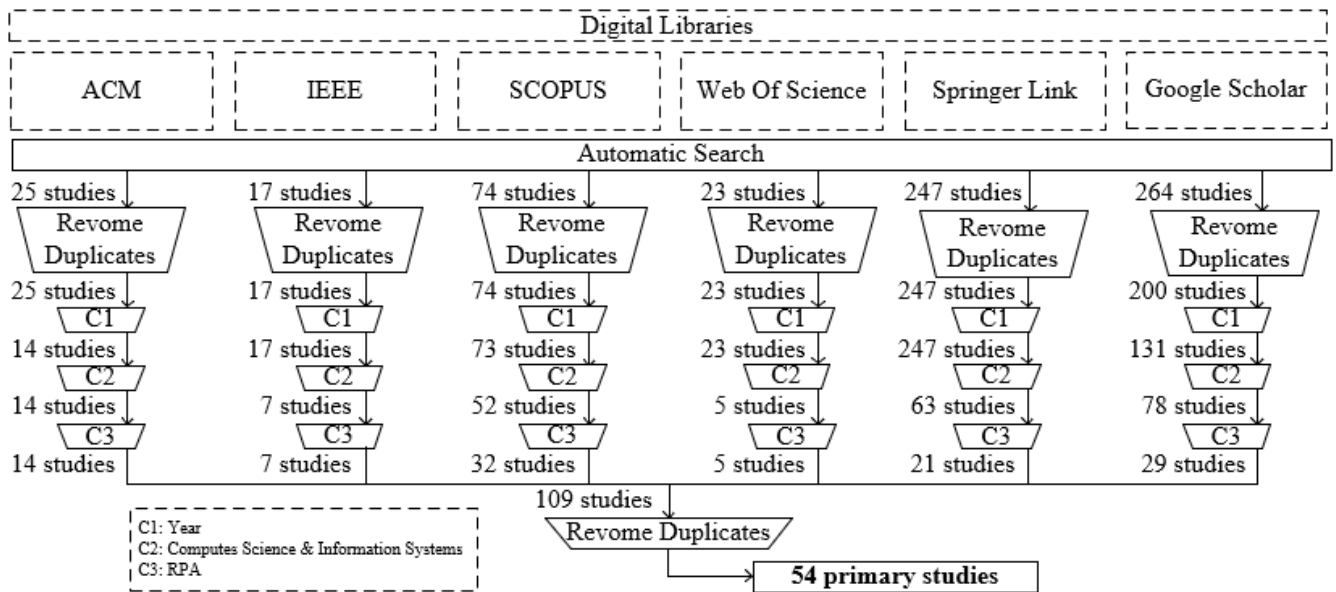 Digital Libraries
ACM
IEEE
SCOPUS
Web Of Science
Springer Link
Google Scholar
Automatic Search
25 studies
17 studies
74 studies
23 studies
247 studies
264 studies
Revome
Duplicates
Revome
Duplicates
Revome
Duplicates
Revome
Duplicates
Revome
Duplicates
Revome
Duplicates
25 studies
17 studies
74 studies
23 studies
247 studies
200 studies
C1
C1
C1
C1
C1
C1
14 studies
17 studies
73 studies
23 studies
247 studies
131 studies
C2
C2
C2
C2
C2
C2
14 studies
7 studies
52 studies
5 studies
63 studies
78 studies
C3
C3
C3
C3
C3
C3
14 studies
7 studies
32 studies
5 studies
21 studies
29 studies
109 studies
Revome Duplicates
54 primary studies
C1: Year
C2: Computes Science & Information Systems
C3: RPA